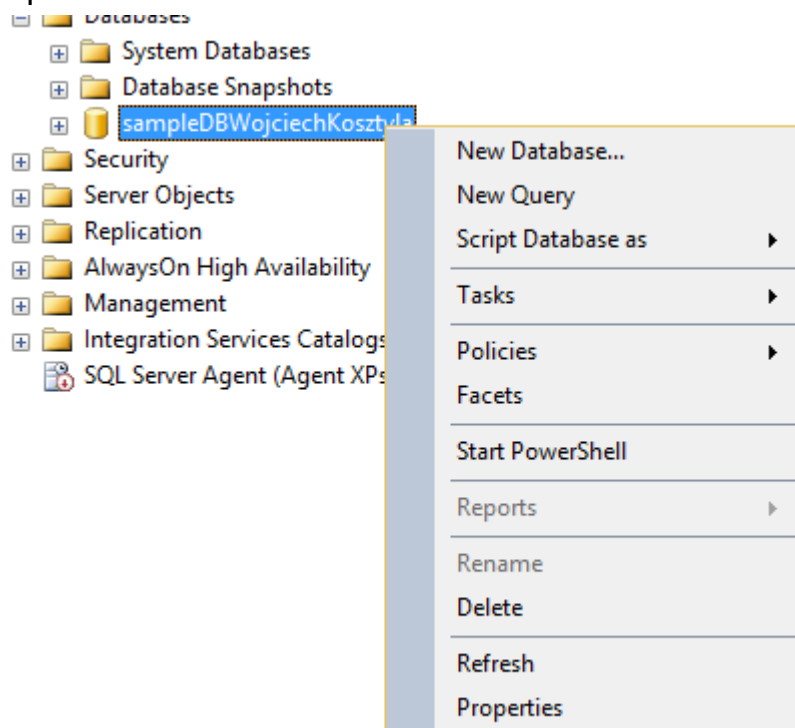 Databases
System Databases
Database Snapshots
sampleDBWojciechKosztyla
Security
Server Objects
Replication
AlwaysOn High Availability
Management
Integration Services Catalogs
SQL Server Agent (Agent XPs
New Database...
New Query
Script Database as
Tasks
Policies
Facets
Start PowerShell
Reports
Rename
Delete
Refresh
Properties